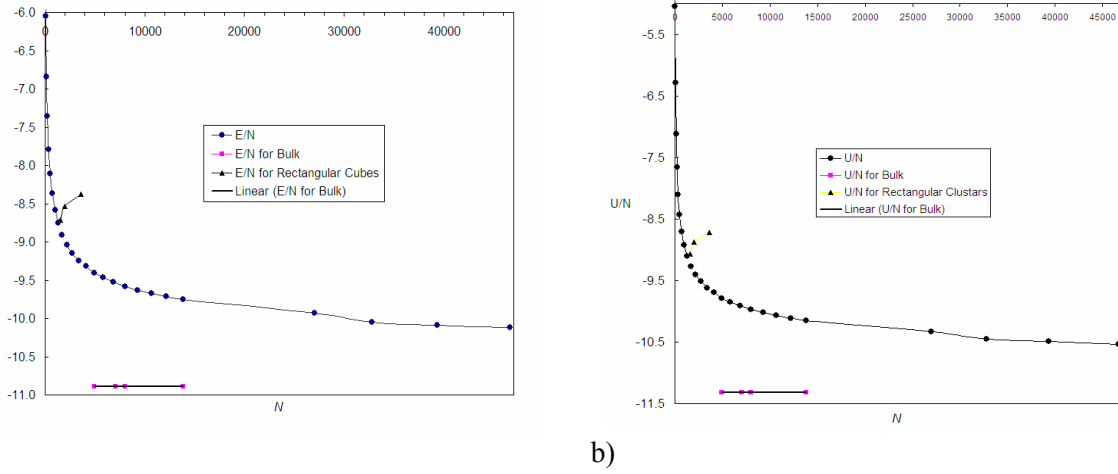 -6.0
0 10000 20000 30000 40000
-6.5
-7.0
-7.5
-8.0
-8.5
-9.0
-9.5
-10.0
-10.5
-11.0
E/N
E/N for Bulk
E/N for Rectangular Cubes
Linear (E/N for Bulk)
N
0 5000 10000 15000 20000 25000 30000 35000 40000 45000
-5.5
-6.5
-7.5
-8.5
U/N
-9.5
-10.5
-11.5
U/N
U/N for Bulk
U/N for Rectangular Clustars
Linear (U/N for Bulk)
N
b)